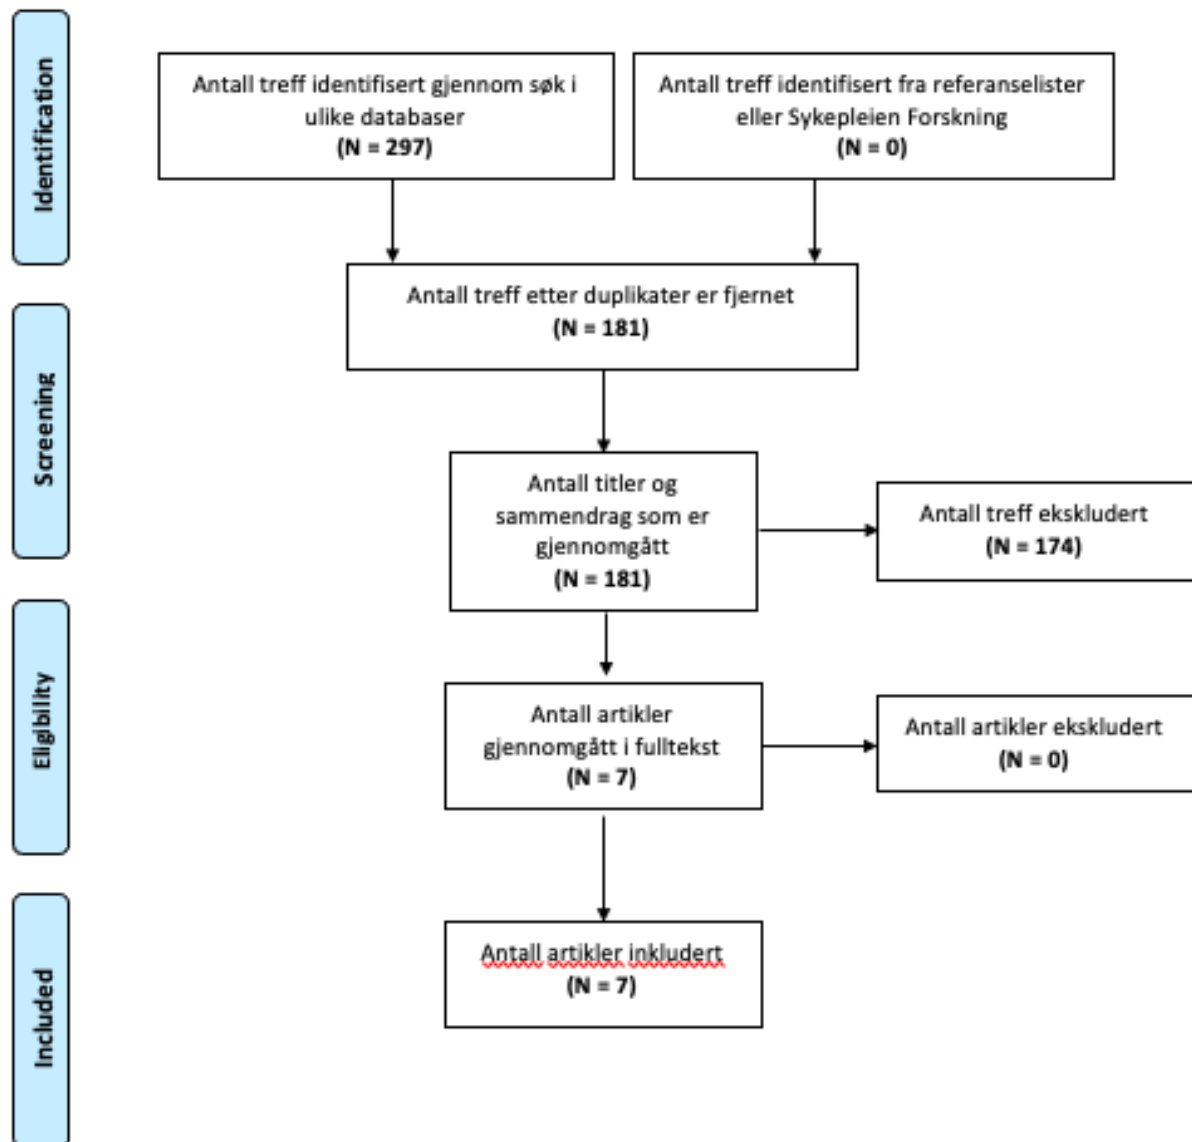 Identification
Antall treff identifisert gjennom søk i
ulike databaser
(N = 297)
Antall treff identifisert fra referanselister
eller Sykepleien Forskning
(N = 0)
Antall treff etter duplikater er fjernet
(N = 181)
Screening
Antall titler og
sammendrag som er
gjennomgått
(N = 181)
Antall treff ekskludert
(N = 174)
Eligibility
Antall artikler
gjennomgått i fulltekst
(N = 7)
Antall artikler ekskludert
(N = 0)
Included
Antall artikler inkludert
(N = 7)